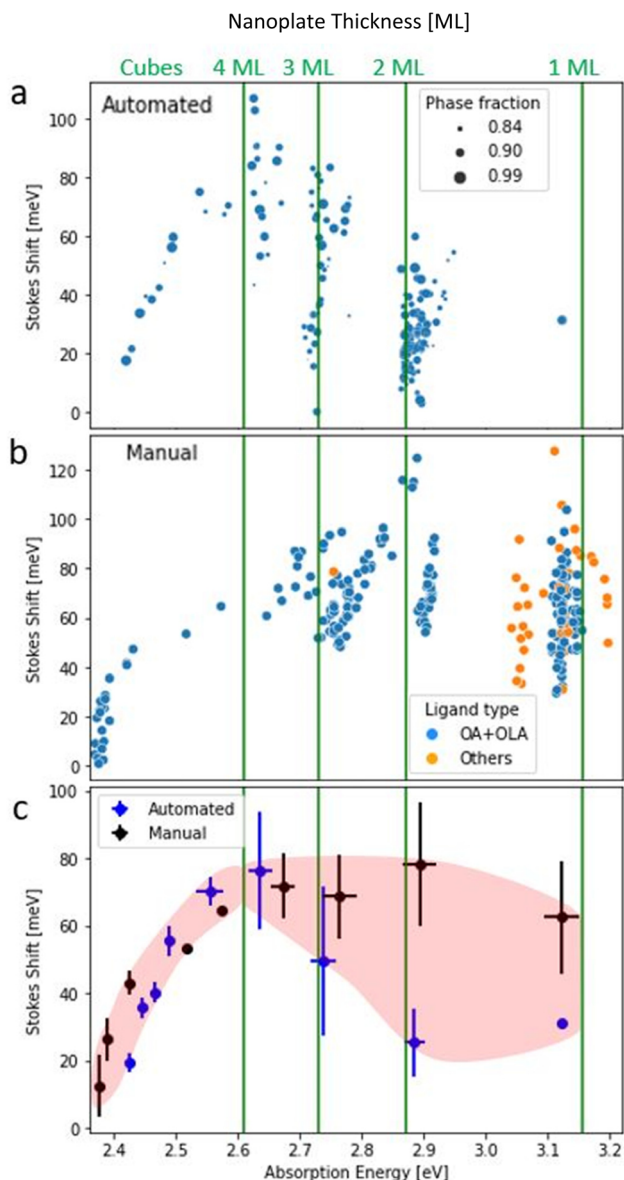 Nanoplate Thickness [ML]
Cubes 4 ML 3 ML 2 ML 1 ML
a
Automated
Phase fraction
0.84
0.90
0.99
100
80
60
40
20
0
Stokes Shift [meV]
b
Manual
120
100
80
60
40
20
0
Stokes Shift [meV]
Ligand type
OA+OLA
Others
c
Automated
Manual
100
80
60
40
20
0
Stokes Shift [meV]
2.4 2.5 2.6 2.7 2.8 2.9 3.0 3.1 3.2
Absorption Energy [eV]